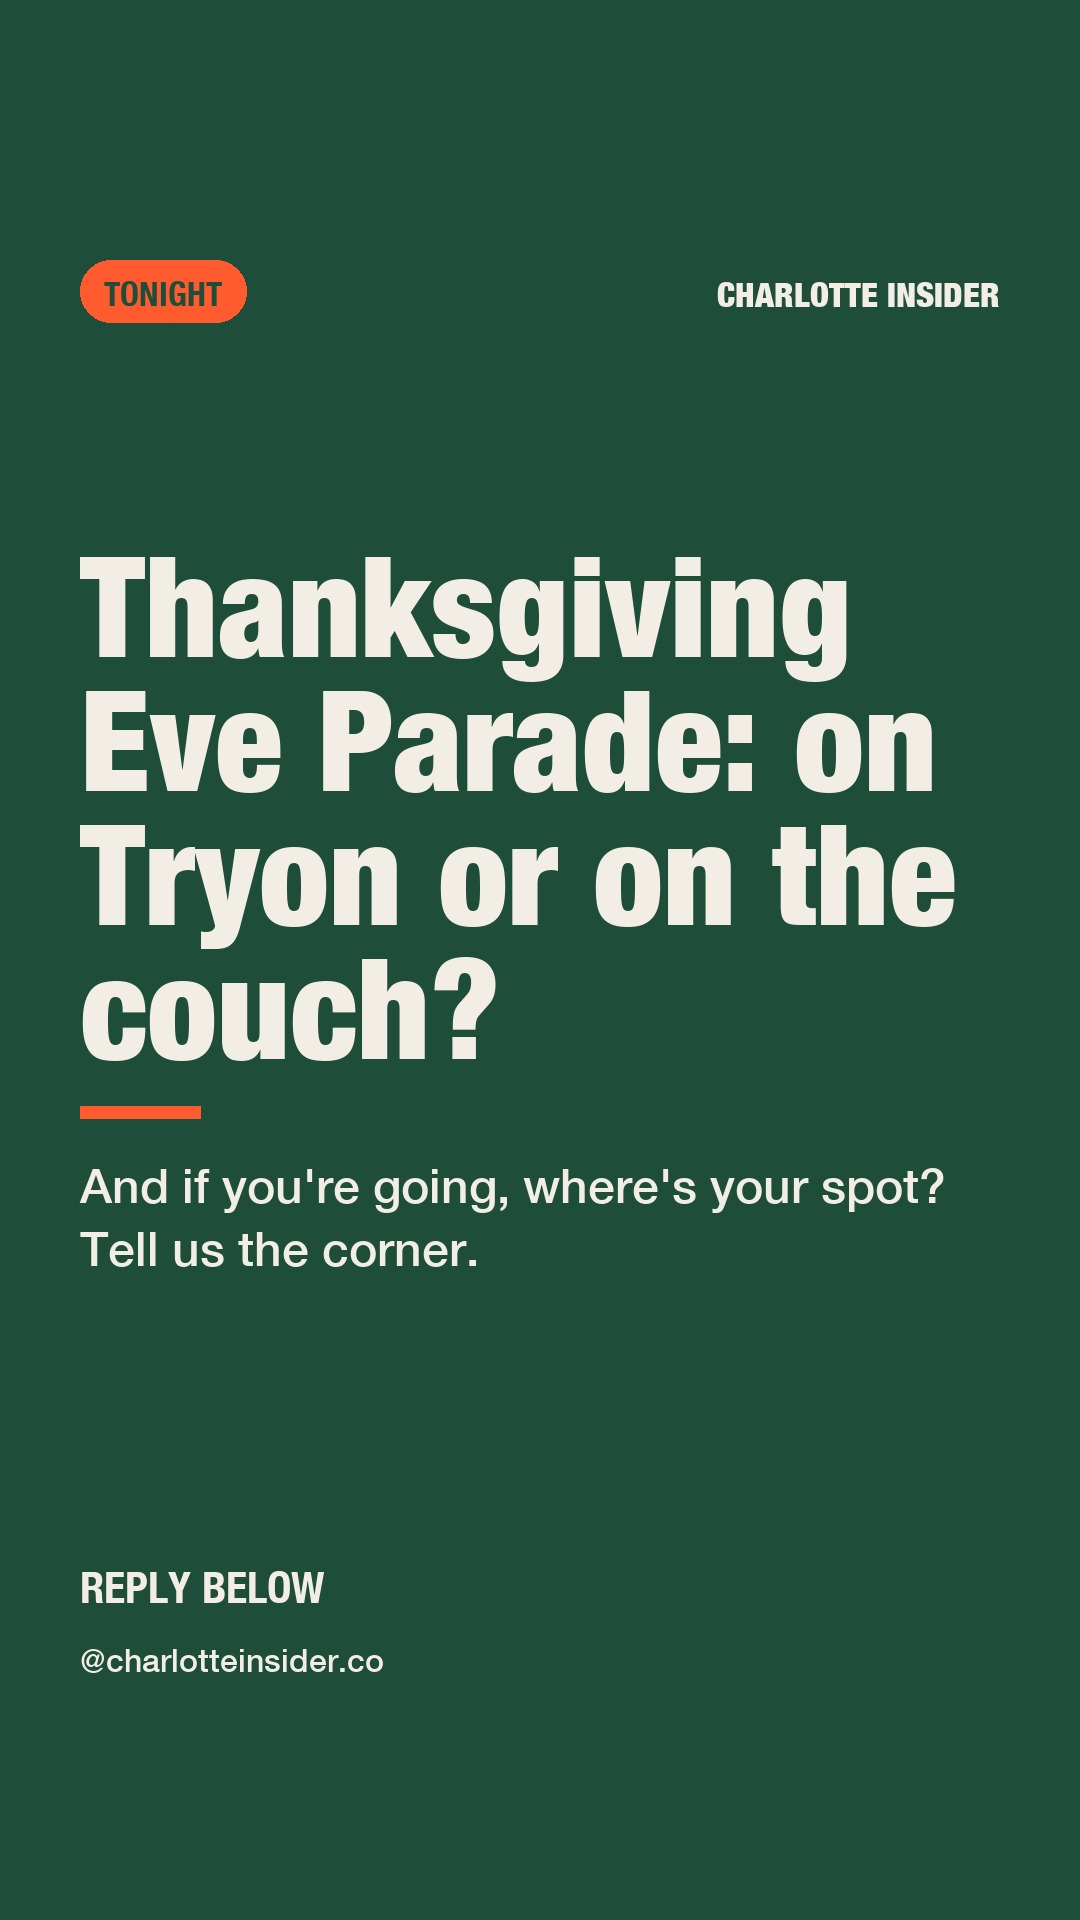 TONIGHT
CHARLOTTE INSIDER
Thanksgiving
Eve Parade: on
Tryon or on the
couch?
And if you're going, where's your spot?
Tell us the corner.
REPLY BELOW
@charlotteinsider.co